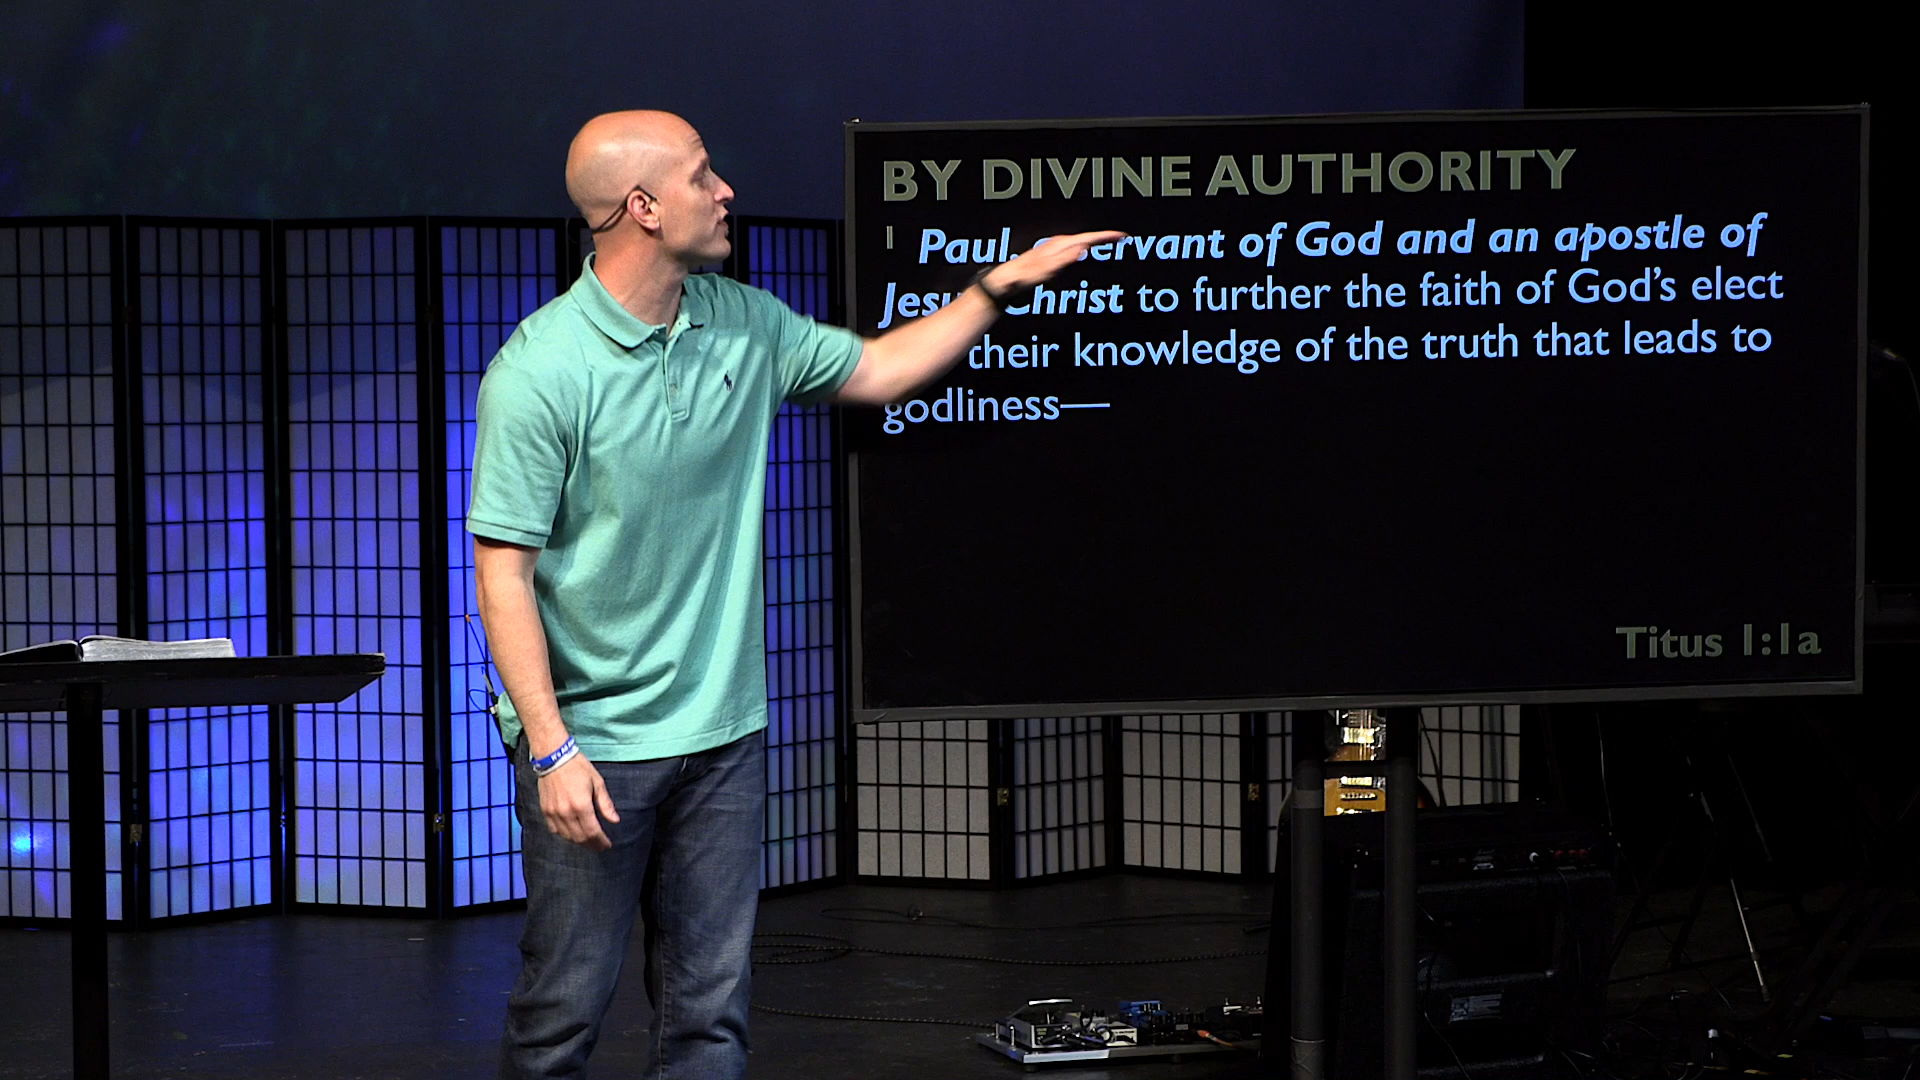 BY DIVINE AUTHORITY
1 Paul, servant of God and an apostle of
Christ to further the faith of God's elect
their knowledge of the truth that leads to
godliness—
Titus 1:1a